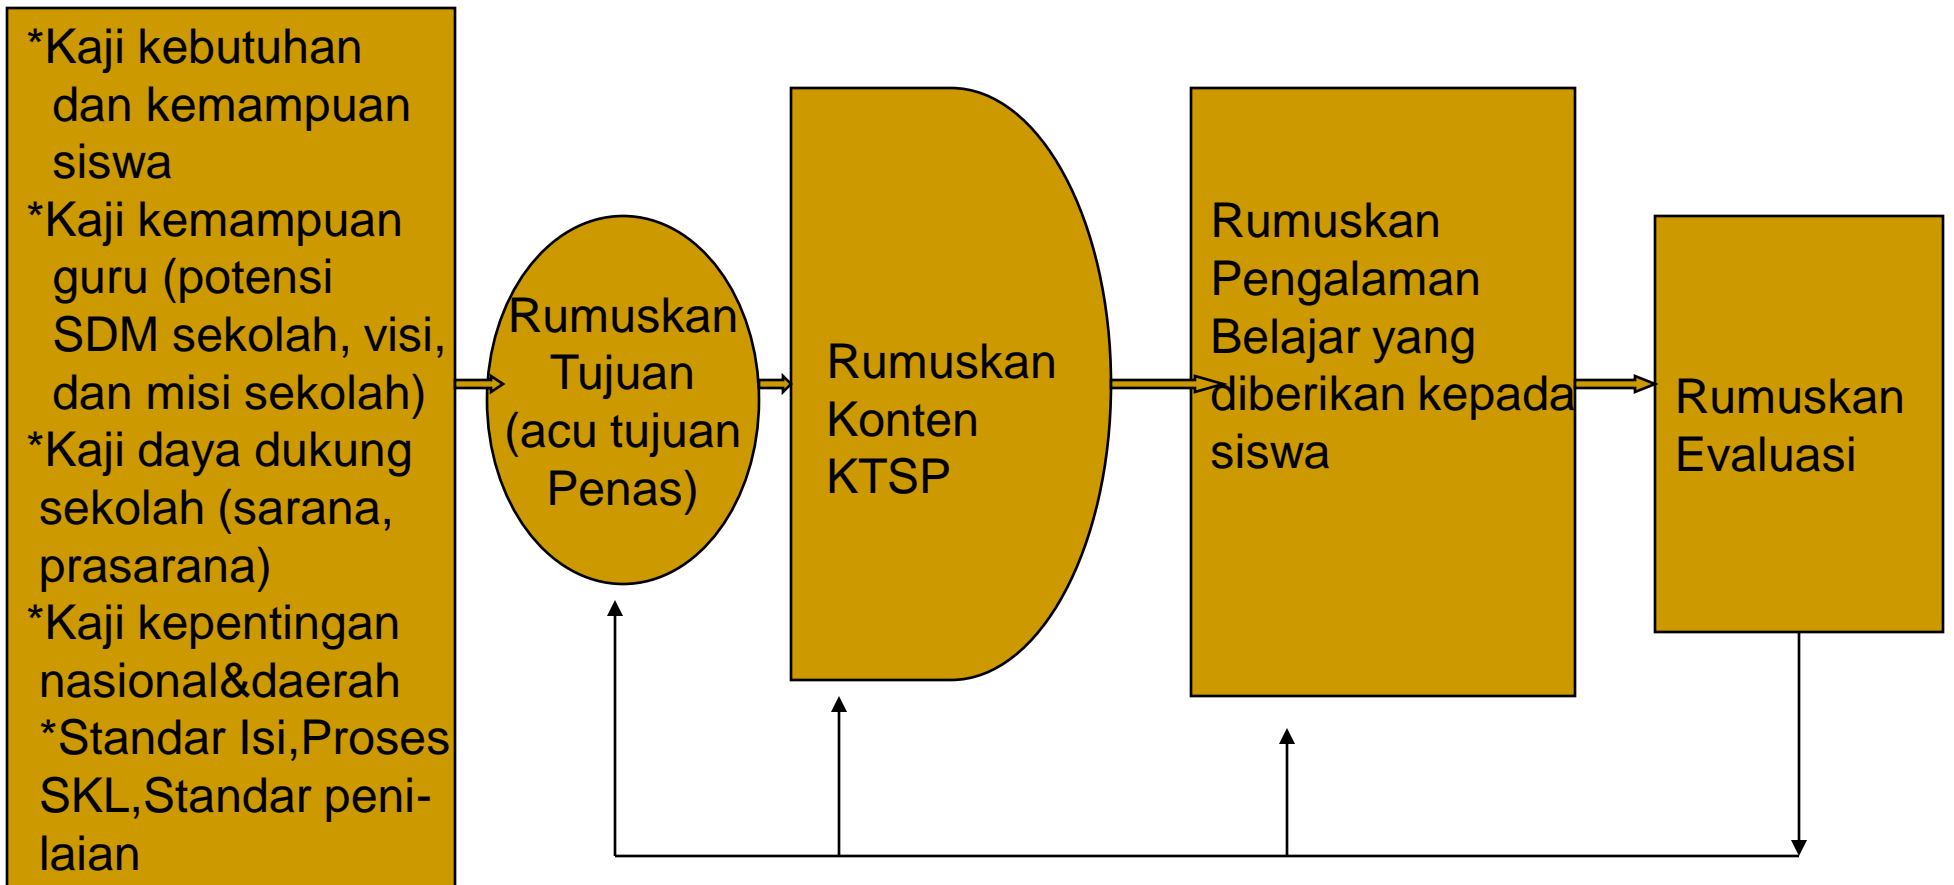 *Kaji kebutuhan
dan kemampuan
siswa
*Kaji kemampuan
guru (potensi
SDM sekolah, visi,
dan misi sekolah)
*Kaji daya dukung
sekolah (sarana,
prasarana)
*Kaji kepentingan
nasional&daerah
*Standar Isi,Proses
SKL,Standar peni-
laian
Rumuskan
Tujuan
(acu tujuan
Penas)
Rumuskan
Konten
KTSP
Rumuskan
Pengalaman
Belajar yang
diberikan kepada
siswa
Rumuskan
Evaluasi